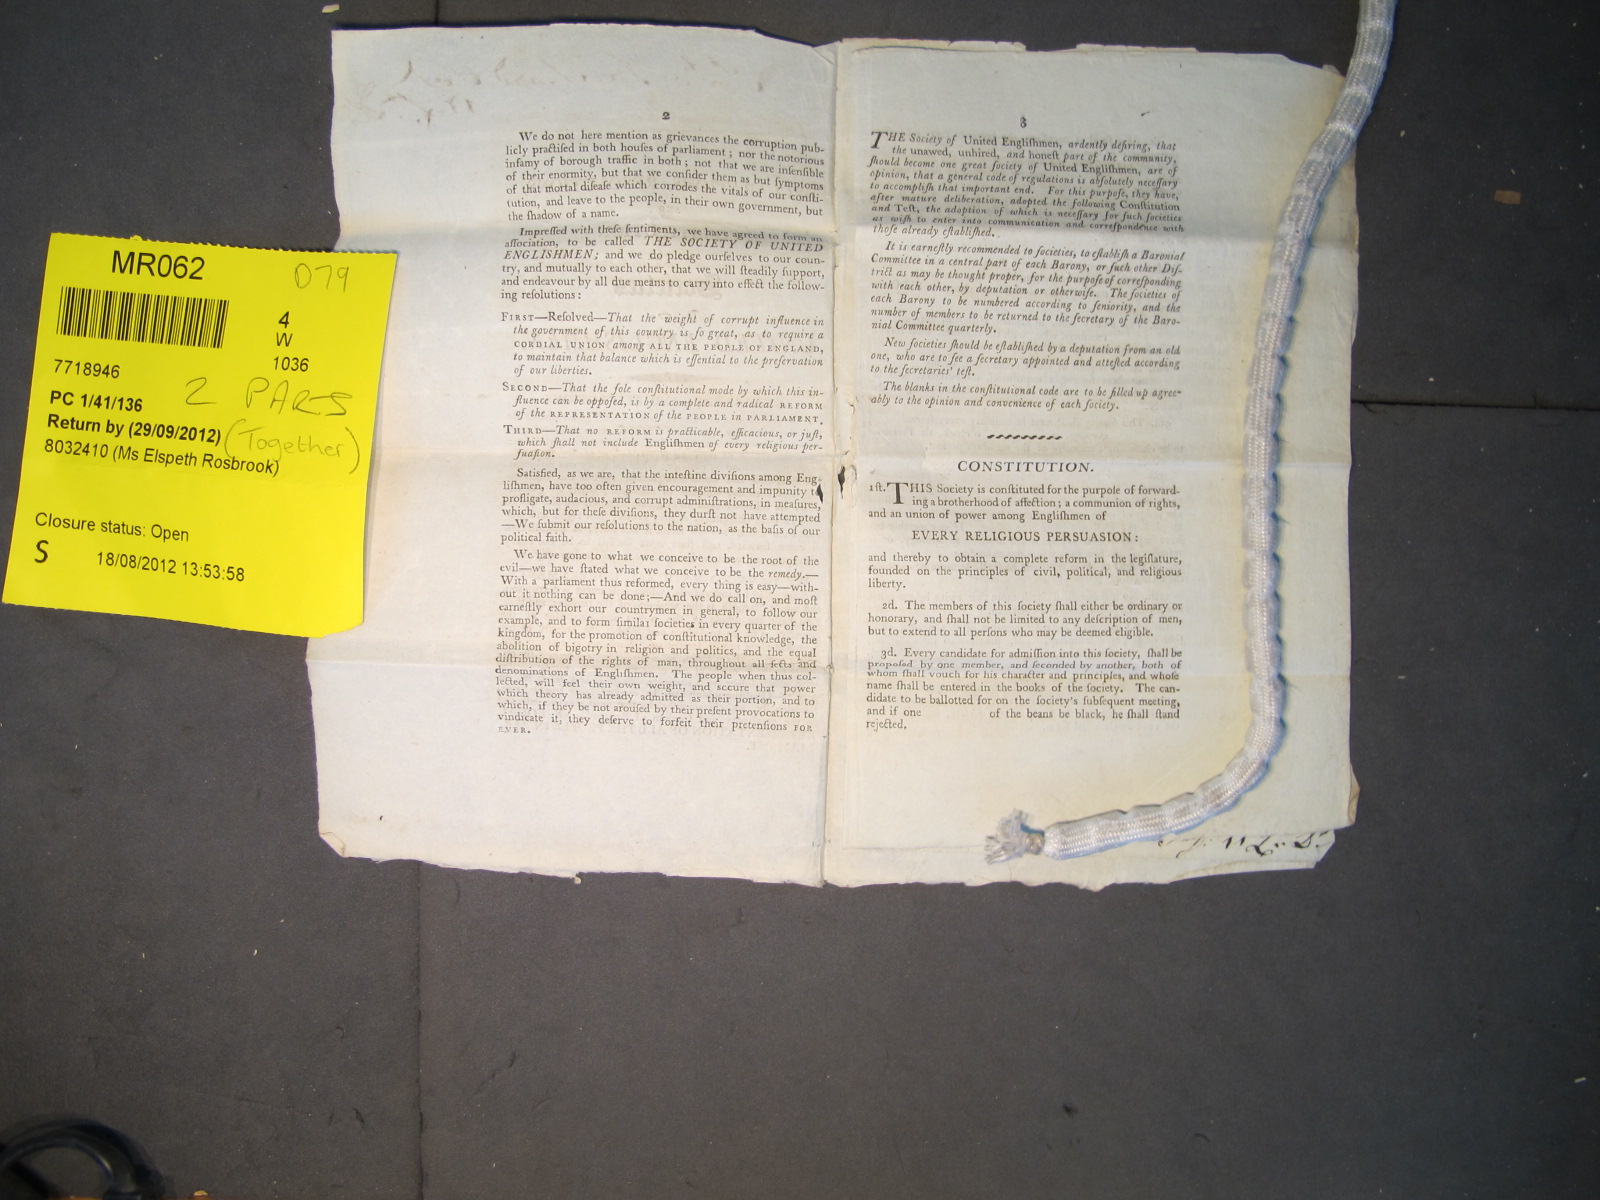 MR062
D79
4
W
1036
7718946
2 PARTS
PC 1/41/136
Return by (29/09/2012)
(Together)
8032410 (Ms Elspeth Rosbrook)
Closure status: Open
S
18/08/2012 13:53:58
2
We do not here mention as grievances the corruption pub-
licly practiſed in both houſes of parliament; nor the notorious
infamy of borough traffic in both; not that we are inſenſible
of their enormity, but that we conſider them as but ſymptoms
of that mortal diſeaſe which corrodes the vitals of our conſti-
tution, and leave to the people, in their own government, but
the ſhadow of a name.
Impreſſed with theſe ſentiments, we have agreed to form an
aſſociation, to be called THE SOCIETY OF UNITED
ENGLISHMEN; and we do pledge ourſelves to our coun-
try, and mutually to each other, that we will ſteadily ſupport,
and endeavour by all due means to carry into effect the follow-
ing reſolutions:
FIRST—Reſolved—That the weight of corrupt influence in
the government of this country is ſo great, as to require a
CORDIAL UNION among ALL THE PEOPLE OF ENGLAND,
to maintain that balance which is eſſential to the preſervation
of our liberties.
SECOND—That the ſole conſtitutional mode by which this in-
fluence can be oppoſed, is by a complete and radical REFORM
of the REPRESENTATION of the PEOPLE in PARLIAMENT.
THIRD—That no REFORM is practicable, efficacious, or juſt,
which ſhall not include Engliſhmen of every religious per-
ſuaſion.
Satisfied, as we are, that the inteſtine diviſions among Eng-
liſhmen, have too often given encouragement and impunity to
profligate, audacious, and corrupt adminiſtrations, in meaſures,
which, but for theſe diviſions, they durſt not have attempted
—We ſubmit our reſolutions to the nation, as the baſis of our
political faith.
We have gone to what we conceive to be the root of the
evil—we have ſtated what we conceive to be the remedy.—
With a parliament thus reformed, every thing is easy—with-
out it nothing can be done;—And we do call on, and moſt
earneſtly exhort our countrymen in general, to follow our
example, and to form ſimilar ſocieties in every quarter of the
kingdom, for the promotion of conſtitutional knowledge, the
abolition of bigotry in religion and politics, and the equal
diſtribution of the rights of man, throughout all ſects and
denominations of Engliſhmen. The people when thus col-
lected, will feel their own weight, and secure that power
which theory has already admitted as their portion, and to
which, if they be not arouſed by their preſent provocations to
vindicate it, they deſerve to forfeit their pretenſions FOR
EVER.
3
THE Society of United Engliſhmen, ardently deſiring, that
the unawed, unhired, and honeſt part of the community,
ſhould become one great ſociety of United Engliſhmen, are of
opinion, that a general code of regulations is abſolutely neceſſary
to accompliſh that important end. For this purpoſe, they have,
after mature deliberation, adopted the following Conſtitution
and Teſt, the adoption of which is neceſſary for ſuch ſocieties
as wiſh to enter into communication and correſpondence with
thoſe already eſtabliſhed.
It is earneſtly recommended to ſocieties, to eſtabliſh a Baronial
Committee in a central part of each Barony, or ſuch other Diſ-
trict as may be thought proper, for the purpoſe of correſponding
with each other, by deputation or otherwiſe. The ſocieties of
each Barony to be numbered according to ſeniority, and the
number of members to be returned to the ſecretary of the Baro-
nial Committee quarterly.
New ſocieties ſhould be eſtabliſhed by a deputation from an old
one, who are to ſee a ſecretary appointed and atteſted according
to the ſecretaries' teſt.
The blanks in the conſtitutional code are to be filled up agree-
ably to the opinion and convenience of each ſociety.
CONSTITUTION.
1ſt. THIS Society is conſtituted for the purpoſe of forward-
ing a brotherhood of affection; a communion of rights,
and an union of power among Engliſhmen of
EVERY RELIGIOUS PERSUASION:
and thereby to obtain a complete reform in the legiſlature,
founded on the principles of civil, political, and religious
liberty.
2d. The members of this ſociety ſhall either be ordinary or
honorary, and ſhall not be limited to any deſcription of men,
but to extend to all perſons who may be deemed eligible.
3d. Every candidate for admiſſion into this ſociety, ſhall be
propoſed by one member, and ſeconded by another, both of
whom ſhall vouch for his character and principles, and whoſe
name ſhall be entered in the books of the ſociety. The can-
didate to be ballotted for on the ſociety's ſubſequent meeting,
and if one of the beans be black, he ſhall ſtand
rejected.